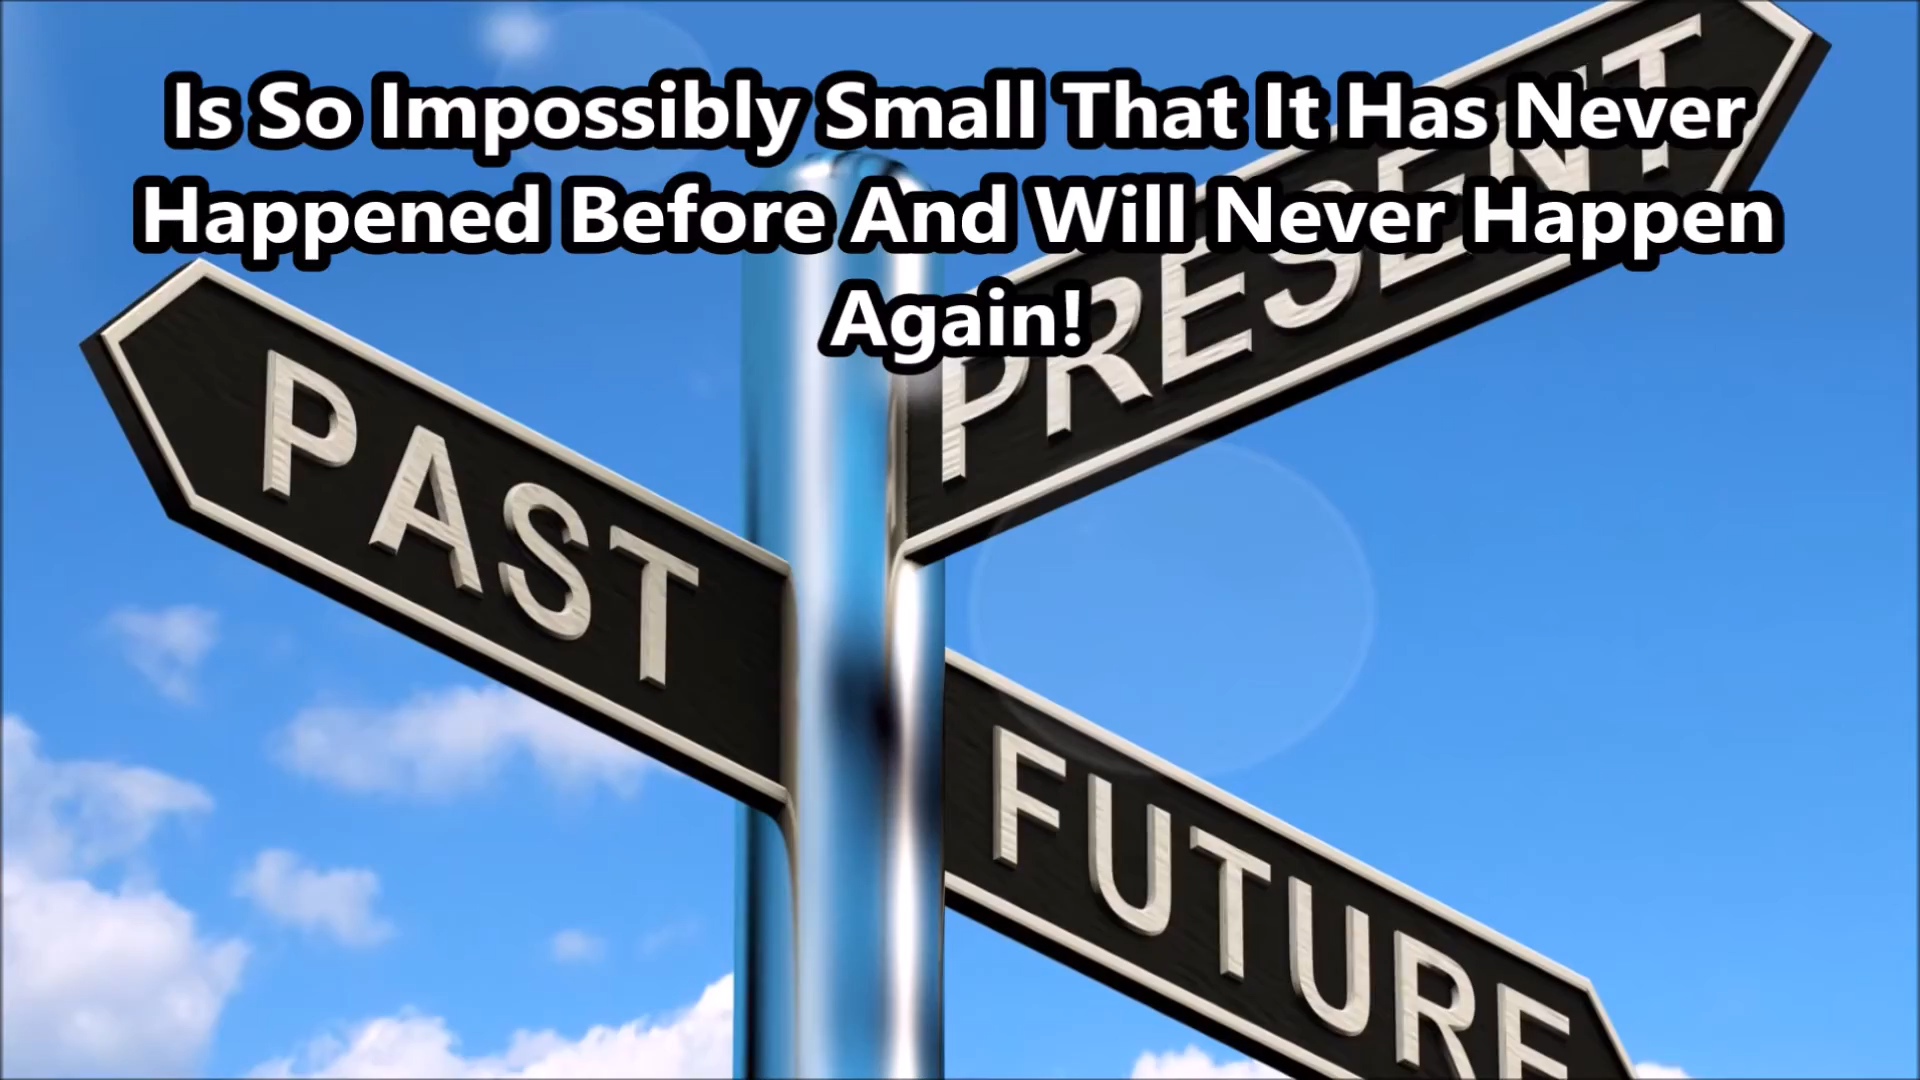 Is So Impossibly Small That It Has Never
Happened Before And Will Never Happen
Again!
PRESENT
PAST
FUTURE